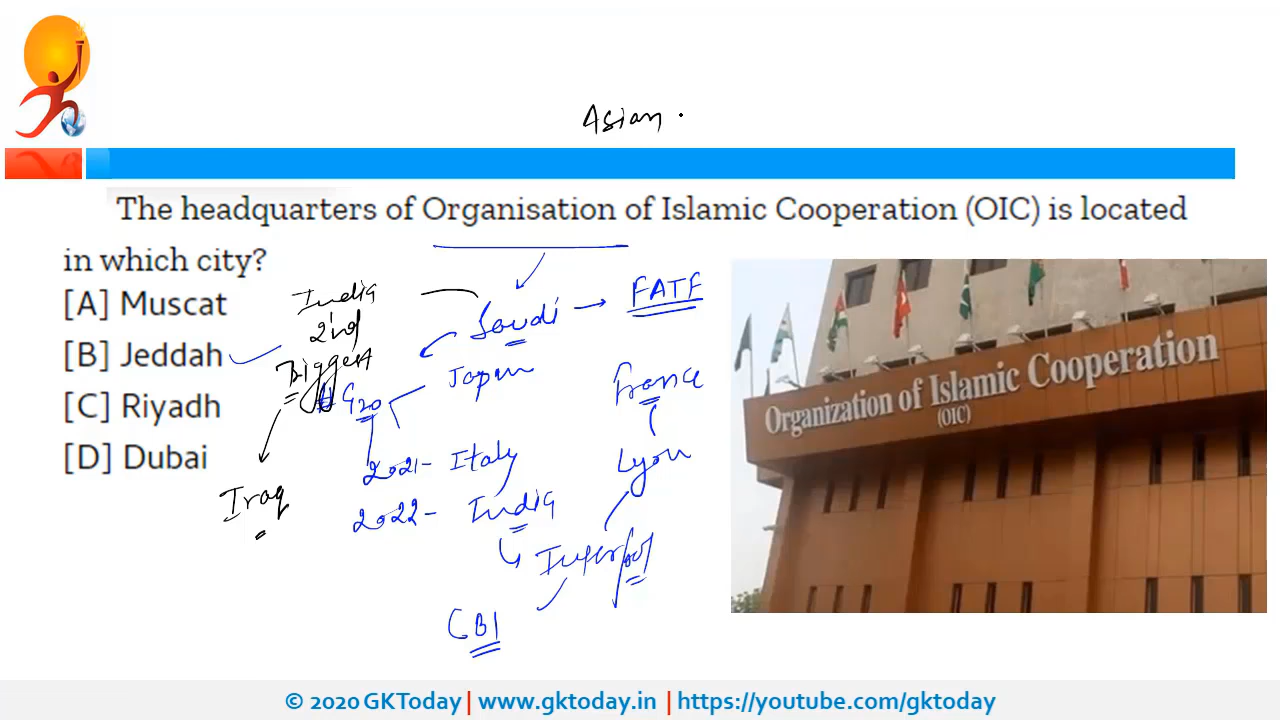 Asian .
The headquarters of Organisation of Islamic Cooperation (OIC) is located
in which city?
[A] Muscat
[B] Jeddah
[C] Riyadh
[D] Dubai
India
2nd
Biggest
Iraq
Saudi
FATF
G20
Japan
2021- Italy
2022- India
France
Lyon
Interpol
CBI
Organization of Islamic Cooperation
(OIC)
© 2020 GKToday | www.gktoday.in | https://youtube.com/gktoday